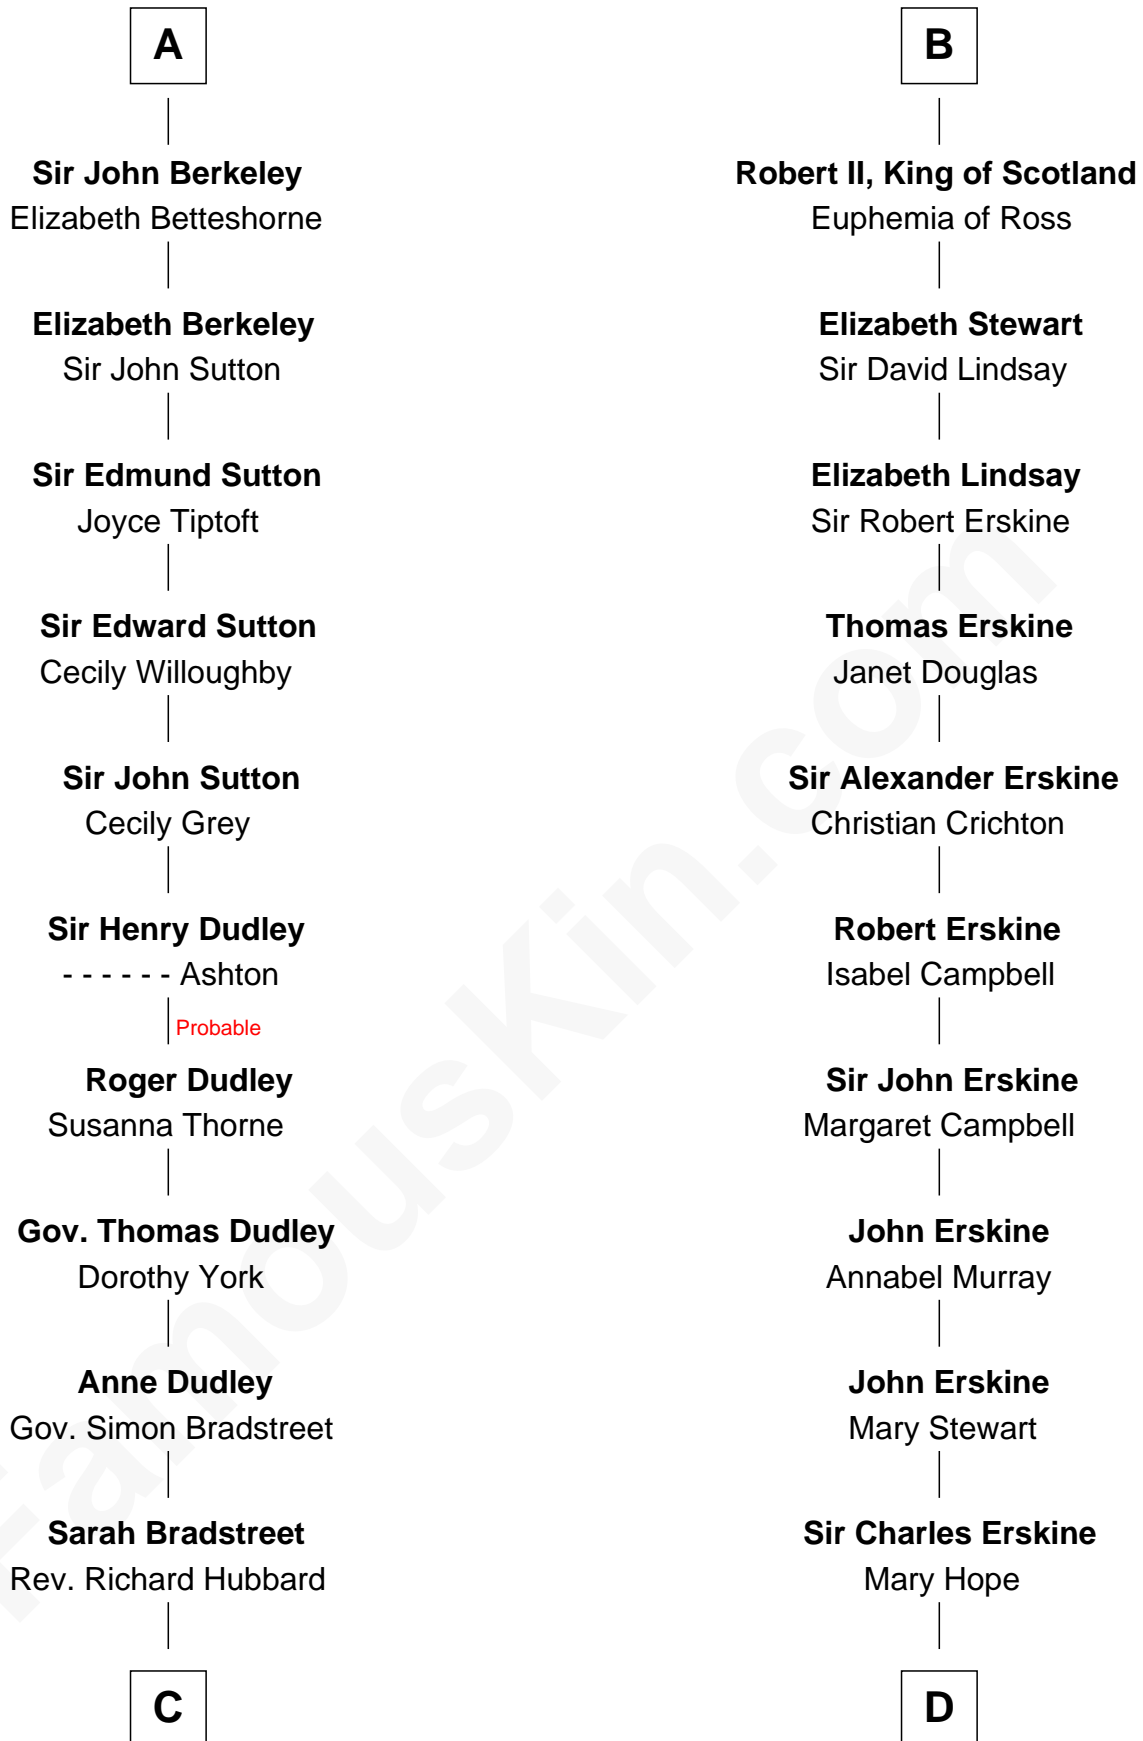 A
Sir John Berkeley
Elizabeth Betteshorne
Elizabeth Berkeley
Sir John Sutton
Sir Edmund Sutton
Joyce Tiptoft
Sir Edward Sutton
Cecily Willoughby
Sir John Sutton
Cecily Grey
Sir Henry Dudley
- - - - - - Ashton
Probable
Roger Dudley
Susanna Thorne
Gov. Thomas Dudley
Dorothy York
Anne Dudley
Gov. Simon Bradstreet
Sarah Bradstreet
Rev. Richard Hubbard
C
B
Robert II, King of Scotland
Euphemia of Ross
Elizabeth Stewart
Sir David Lindsay
Elizabeth Lindsay
Sir Robert Erskine
Thomas Erskine
Janet Douglas
Sir Alexander Erskine
Christian Crichton
Robert Erskine
Isabel Campbell
Sir John Erskine
Margaret Campbell
John Erskine
Annabel Murray
John Erskine
Mary Stewart
Sir Charles Erskine
Mary Hope
D
FamousKin.com